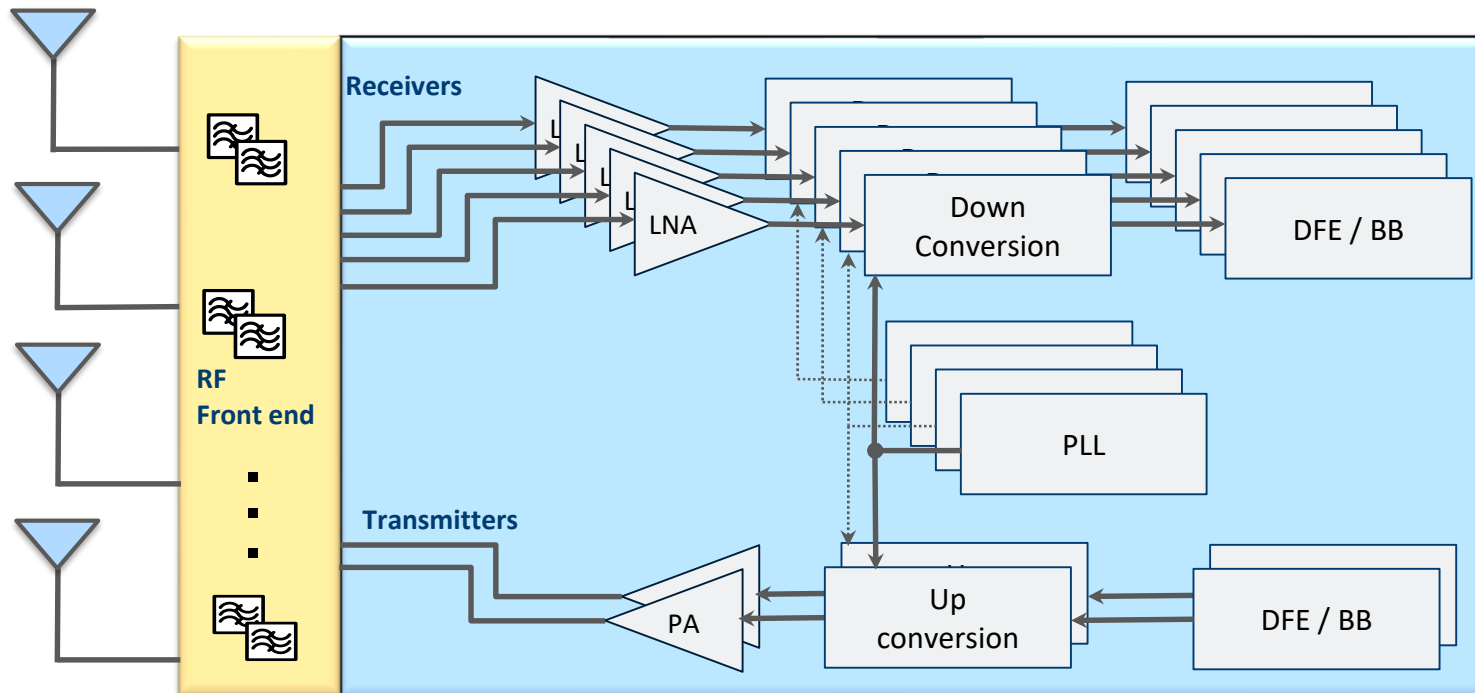 Receivers
LNA
Down
Conversion
DFE / BB
RF
Front end
PLL
Transmitters
PA
Up
conversion
DFE / BB